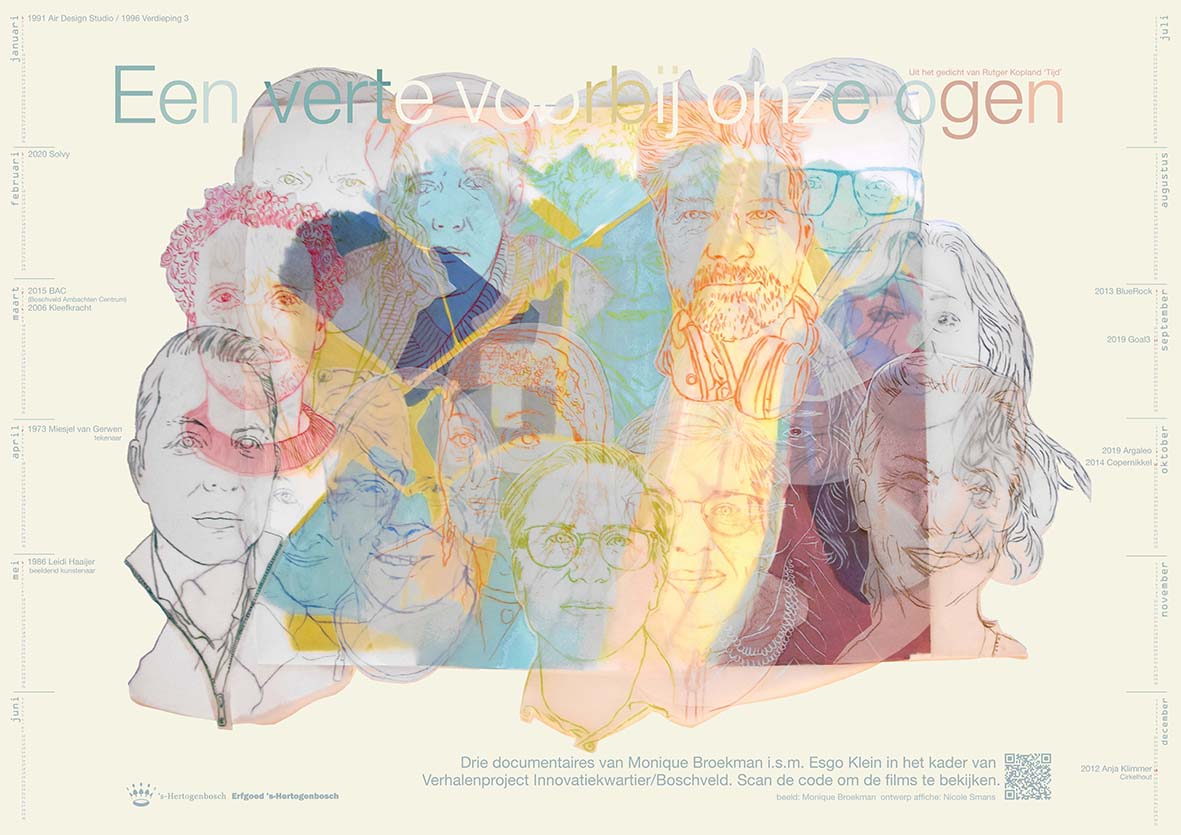 januari
1991 Air Design Studio / 1996 Verdieping 3
Een verte voorbij onze ogen
Uit het gedicht van Rutger Kopland 'Tijd'
februari
2020 Solvy
maart
2015 BAC
(Boschveld Ambachten Centrum)
2006 Kleefkracht
april
1973 Miesjel van Gerwen
tekenaar
mei
1986 Leidi Haaijer
beeldend kunstenaar
juni
juli
augustus
september
2013 BlueRock
2019 Goal3
oktober
2019 Argaleo
2014 Copernikkel
november
december
2012 Anja Klimmer
Cirkelhout
Drie documentaires van Monique Broekman i.s.m. Esgo Klein in het kader van
Verhalenproject Innovatiekwartier/Boschveld. Scan de code om de films te bekijken.
beeld: Monique Broekman ontwerp affiche: Nicole Smans
's-Hertogenbosch Erfgoed 's-Hertogenbosch